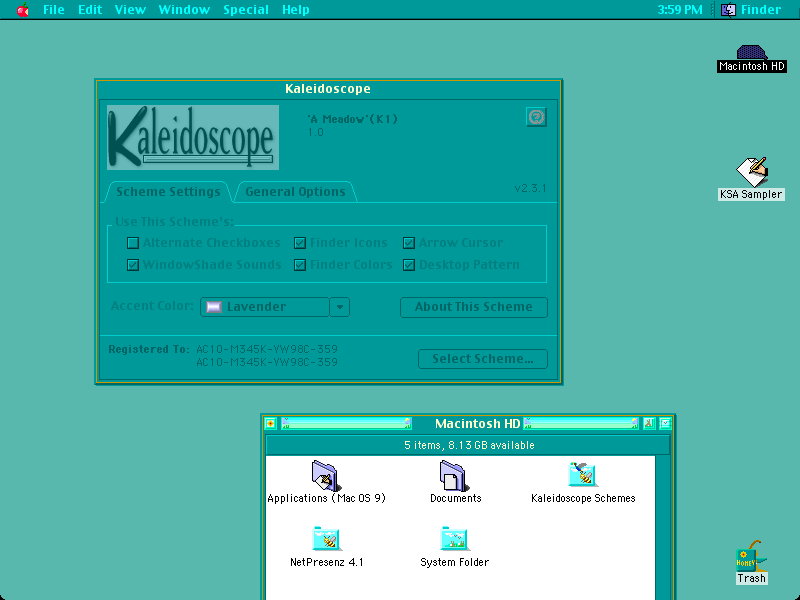 File Edit View Window Special Help 3:59 PM Finder
Macintosh HD
Kaleidoscope
Kaleidoscope
'A Meadow'(K1)
1.0
v2.3.1
Scheme Settings General Options
Use This Scheme's:
Alternate Checkboxes Finder Icons Arrow Cursor
WindowShade Sounds Finder Colors Desktop Pattern
Accent Color: Lavender About This Scheme
Registered To: AC10-M345K-YW98C-359
AC10-M345K-YW98C-359
Select Scheme...
KSA Sampler
Macintosh HD
5 items, 8.13 GB available
Applications (Mac OS 9) Documents Kaleidoscope Schemes
NetPresenz 4.1 System Folder
HONEY
Trash